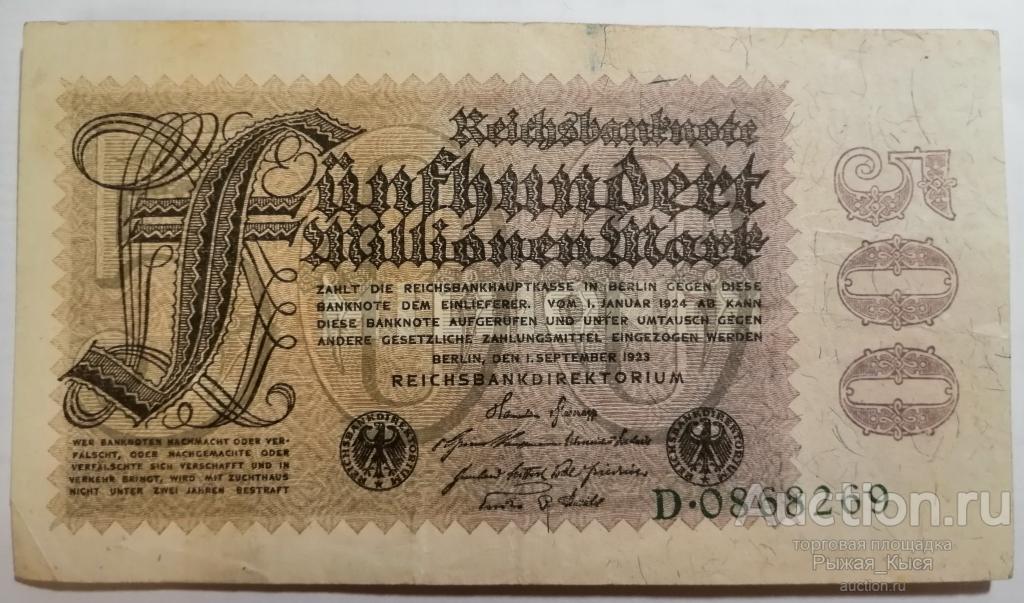 Reichsbanknote
Fünfhundert
Millionen Mark
ZAHLT DIE REICHSBANKHAUPTKASSE IN BERLIN GEGEN DIESE
BANKNOTE DEM EINLIEFERER. VOM 1. JANUAR 1924 AB KANN
DIESE BANKNOTE AUFGERUFEN UND UNTER UMTAUSCH GEGEN
ANDERE GESETZLICHE ZAHLUNGSMITTEL EINGEZOGEN WERDEN
BERLIN, DEN 1. SEPTEMBER 1923
REICHSBANKDIREKTORIUM
REICHSBANKDIREKTORIUM
REICHSBANKDIREKTORIUM
WER BANKNOTEN NACHMACHT ODER VER-
FÄLSCHT, ODER NACHGEMACHTE ODER
VERFÄLSCHTE SICH VERSCHAFFT UND IN
VERKEHR BRINGT, WIRD MIT ZUCHTHAUS
NICHT UNTER ZWEI JAHREN BESTRAFT
D·0868269
500
Auction.ru
торговая площадка
Рыжая_Кыся
auction.ru